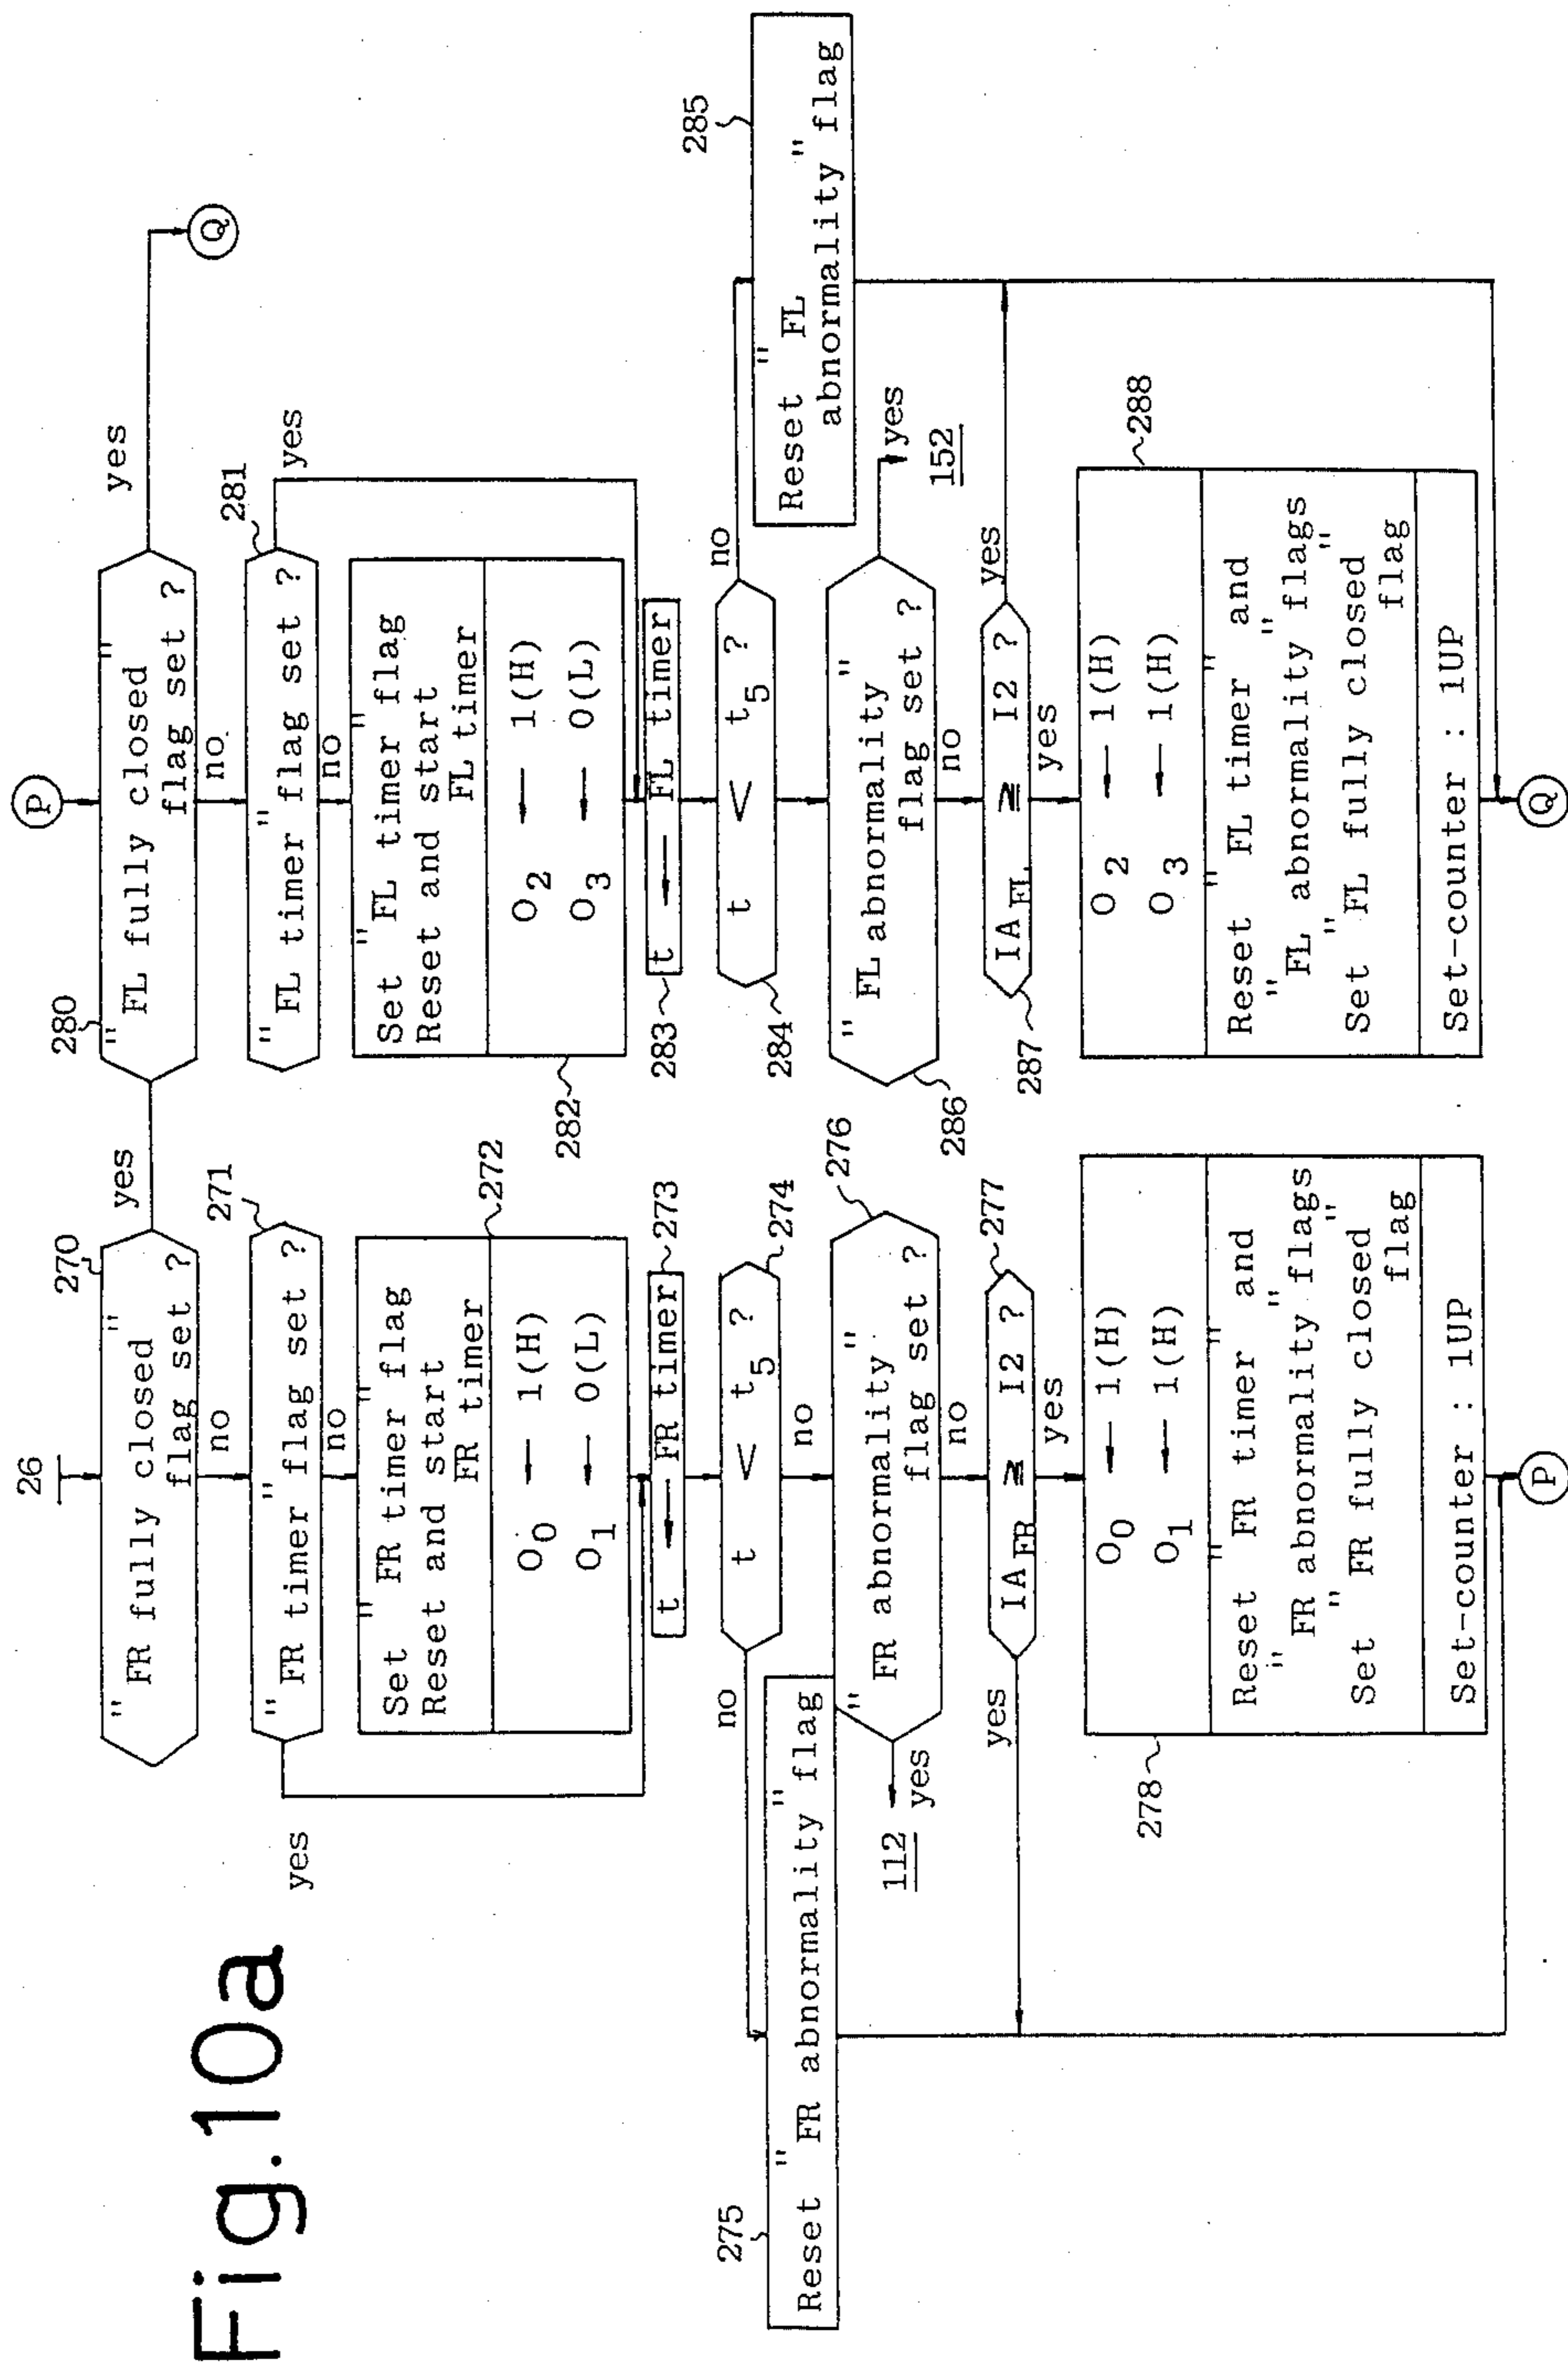 Fig.10a
26
270
" FR fully closed "
flag set ?
yes
no
271
" FR timer " flag set ?
yes
no
Set " FR timer flag "
Reset and start
FR timer
272
O0 ← 1(H)
O1 ← 0(L)
t ← FR timer
273
t < t5 ?
274
no
no
275
Reset " FR abnormality " flag
" FR abnormality "
flag set ?
276
112
yes
no
IAFR ≧ I2 ?
277
yes
yes
278
O0 ← 1(H)
O1 ← 1(H)
Reset " FR timer " and
" FR abnormality " flags
Set " FR fully closed "
flag
Set-counter : 1UP
P
P
280
" FL fully closed "
flag set ?
yes
Q
no
281
" FL timer " flag set ?
yes
no
Set " FL timer flag "
Reset and start
FL timer
282
O2 ← 1(H)
O3 ← 0(L)
t ← FL timer
283
t < t5 ?
284
no
285
Reset " FL
abnormality " flag
" FL abnormality "
flag set ?
286
yes
152
no
IAFL ≧ I2 ?
287
yes
yes
288
O2 ← 1(H)
O3 ← 1(H)
Reset " FL timer " and
" FL abnormality " flags
Set " FL fully closed "
flag
Set-counter : 1UP
Q